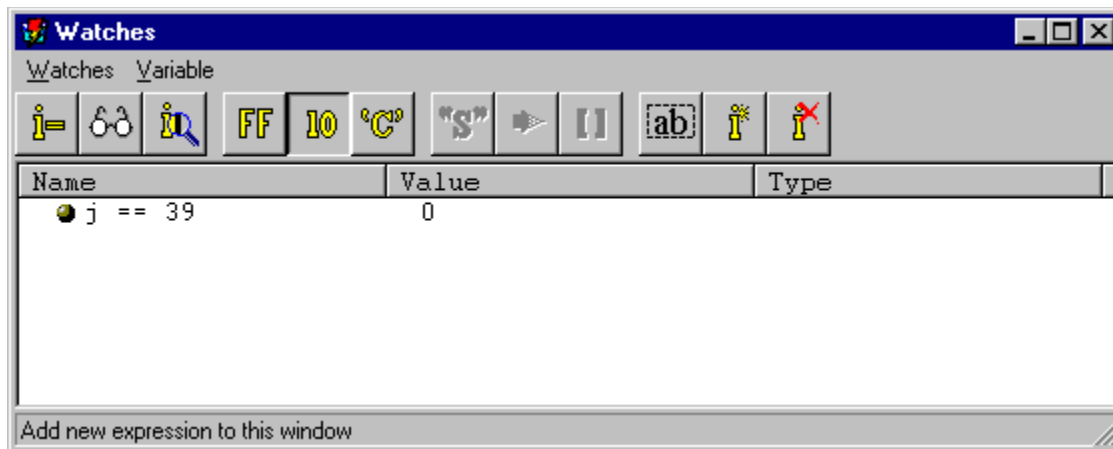 Watches
Watches Variable
i= i FF 10 'C' "S" [] ab i* i
Name Value Type
j == 39 0
Add new expression to this window